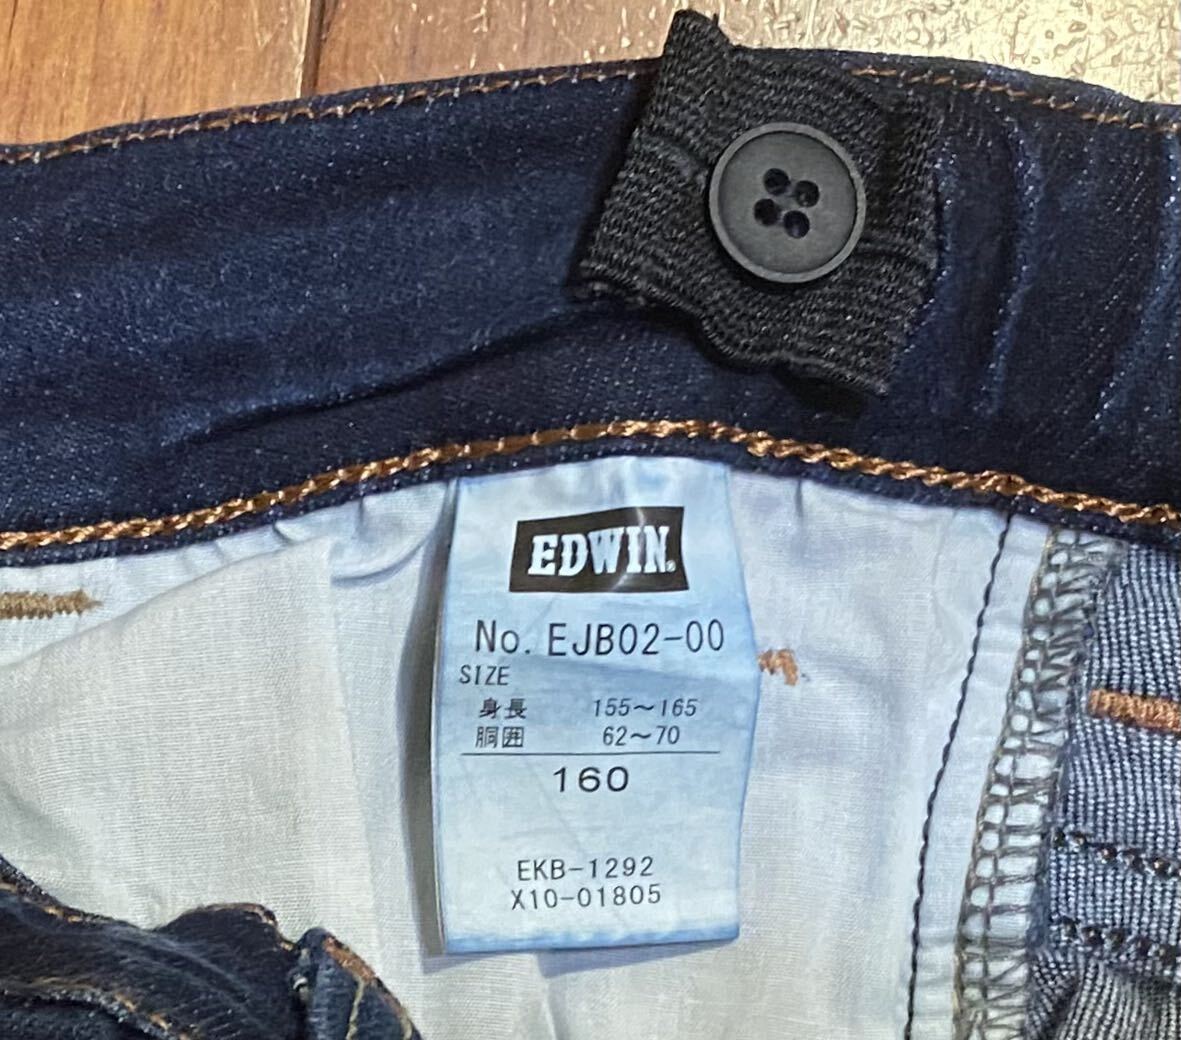 EDWIN®
No. EJB02-00
SIZE
身長 155～165
胴囲 62～70
160
EKB-1292
X10-01805